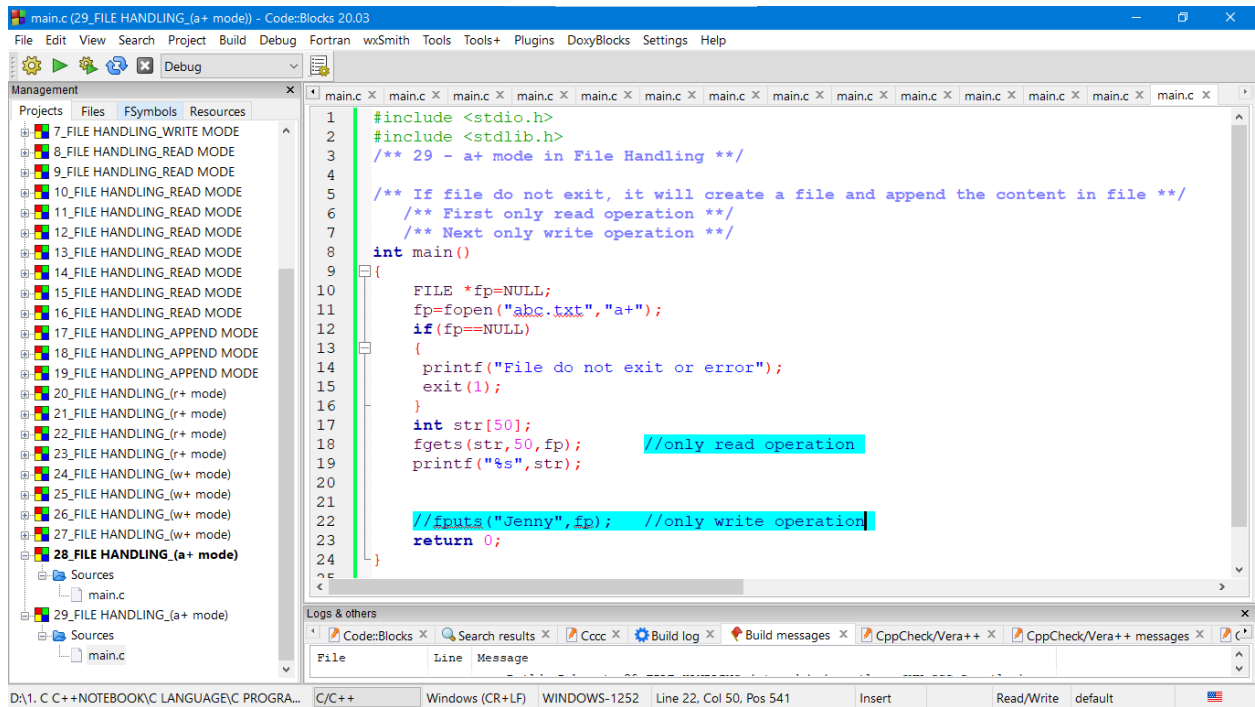 main.c (29_FILE HANDLING_(a+ mode)) - Code::Blocks 20.03
File Edit View Search Project Build Debug Fortran wxSmith Tools Tools+ Plugins DoxyBlocks Settings Help
Debug
Management
Projects Files FSymbols Resources
7_FILE HANDLING_WRITE MODE
8_FILE HANDLING_READ MODE
9_FILE HANDLING_READ MODE
10_FILE HANDLING_READ MODE
11_FILE HANDLING_READ MODE
12_FILE HANDLING_READ MODE
13_FILE HANDLING_READ MODE
14_FILE HANDLING_READ MODE
15_FILE HANDLING_READ MODE
16_FILE HANDLING_READ MODE
17_FILE HANDLING_APPEND MODE
18_FILE HANDLING_APPEND MODE
19_FILE HANDLING_APPEND MODE
20_FILE HANDLING_(r+ mode)
21_FILE HANDLING_(r+ mode)
22_FILE HANDLING_(r+ mode)
23_FILE HANDLING_(r+ mode)
24_FILE HANDLING_(w+ mode)
25_FILE HANDLING_(w+ mode)
26_FILE HANDLING_(w+ mode)
27_FILE HANDLING_(w+ mode)
28_FILE HANDLING_(a+ mode)
Sources
main.c
29_FILE HANDLING_(a+ mode)
Sources
main.c
main.c main.c main.c main.c main.c main.c main.c main.c main.c main.c main.c main.c main.c main.c
1 #include <stdio.h>
2 #include <stdlib.h>
3 /** 29 - a+ mode in File Handling **/
4
5 /** If file do not exit, it will create a file and append the content in file **/
6 /** First only read operation **/
7 /** Next only write operation **/
8 int main()
9 {
10 FILE *fp=NULL;
11 fp=fopen("abc.txt","a+");
12 if(fp==NULL)
13 {
14 printf("File do not exit or error");
15 exit(1);
16 }
17 int str[50];
18 fgets(str,50,fp); //only read operation
19 printf("%s",str);
20
21
22 //fputs("Jenny",fp); //only write operation
23 return 0;
24 }
Logs & others
Code::Blocks Search results Cccc Build log Build messages CppCheck/Vera++ CppCheck/Vera++ messages
File Line Message
D:\1. C C++NOTEBOOK\C LANGUAGE\C PROGRA... C/C++ Windows (CR+LF) WINDOWS-1252 Line 22, Col 50, Pos 541 Insert Read/Write default